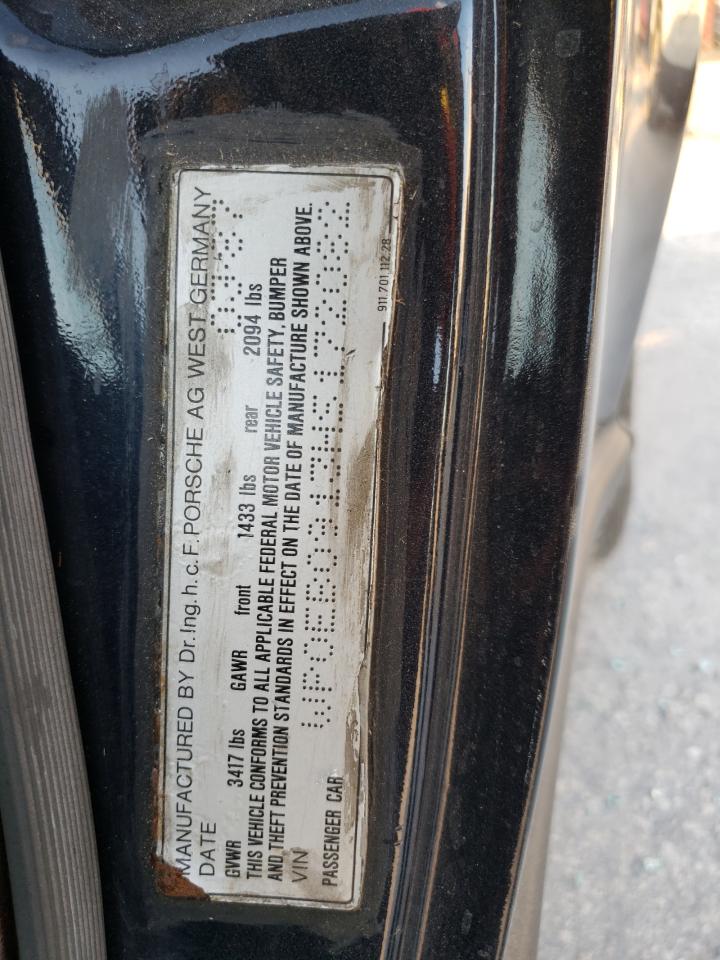 MANUFACTURED BY Dr.Ing.h.c.F. PORSCHE AG WEST GERMANY
DATE
GVWR 3417 lbs GAWR front 1433 lbs rear 2094 lbs
THIS VEHICLE CONFORMS TO ALL APPLICABLE FEDERAL MOTOR VEHICLE SAFETY, BUMPER
AND THEFT PREVENTION STANDARDS IN EFFECT ON THE DATE OF MANUFACTURE SHOWN ABOVE.
VIN WP0EB0913HS172082
PASSENGER CAR
911.701.112.28